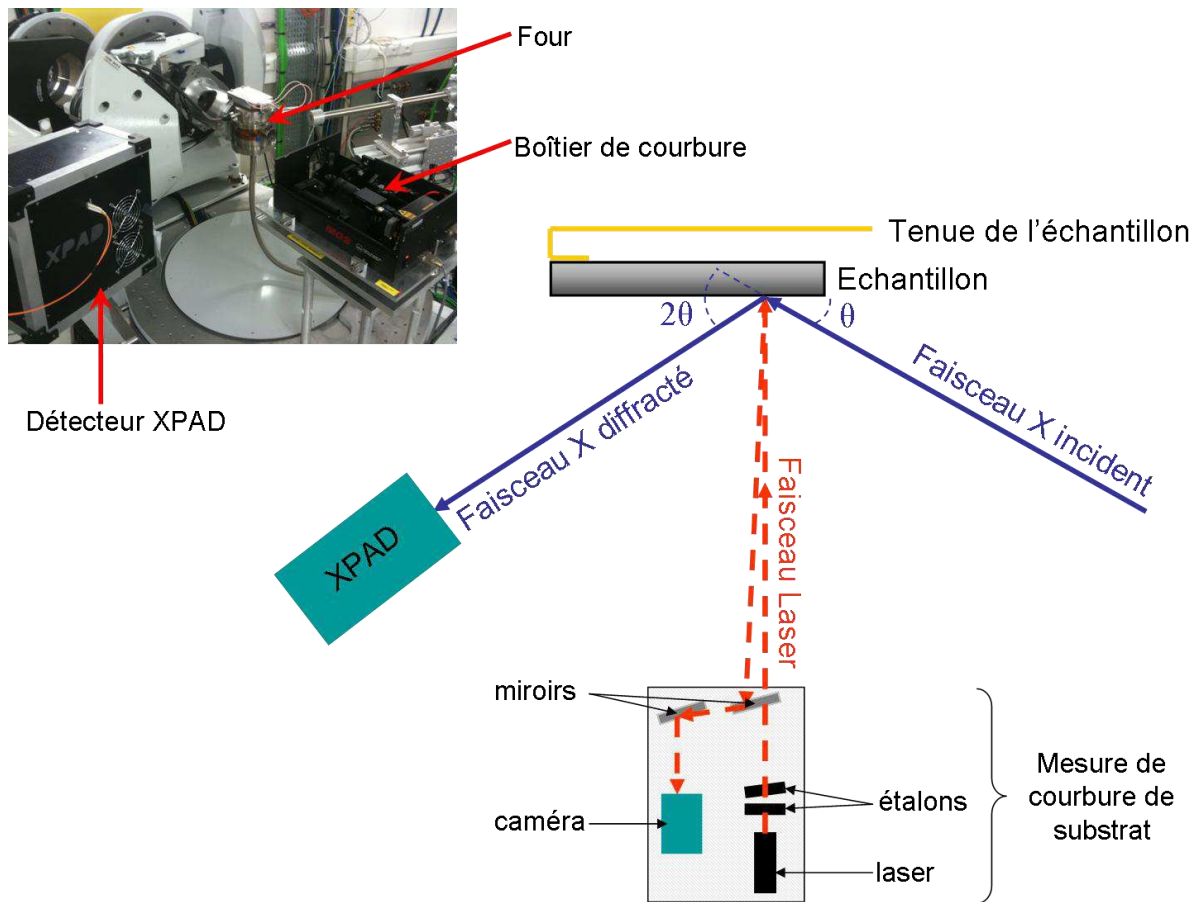 Four
Boîtier de courbure
XPAD
Détecteur XPAD
Tenue de l'échantillon
Echantillon
2θ
θ
Faisceau X diffracté
Faisceau X incident
Faisceau Laser
XPAD
miroirs
étalons
caméra
laser
Mesure de
courbure de
substrat